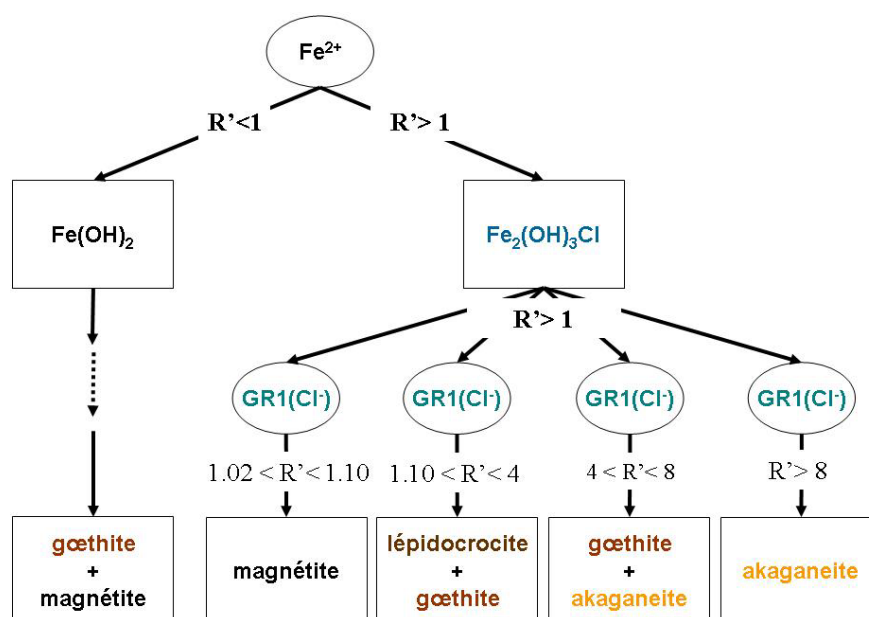 Fe²⁺
R'<1
R'> 1
Fe(OH)₂
Fe₂(OH)₃Cl
R'> 1
GR1(Cl⁻)
GR1(Cl⁻)
GR1(Cl⁻)
GR1(Cl⁻)
1.02 < R'< 1.10
1.10 < R'< 4
4 < R'< 8
R'> 8
gœthite
+
magnétite
magnétite
lépidocrocite
+
gœthite
gœthite
+
akaganeite
akaganeite